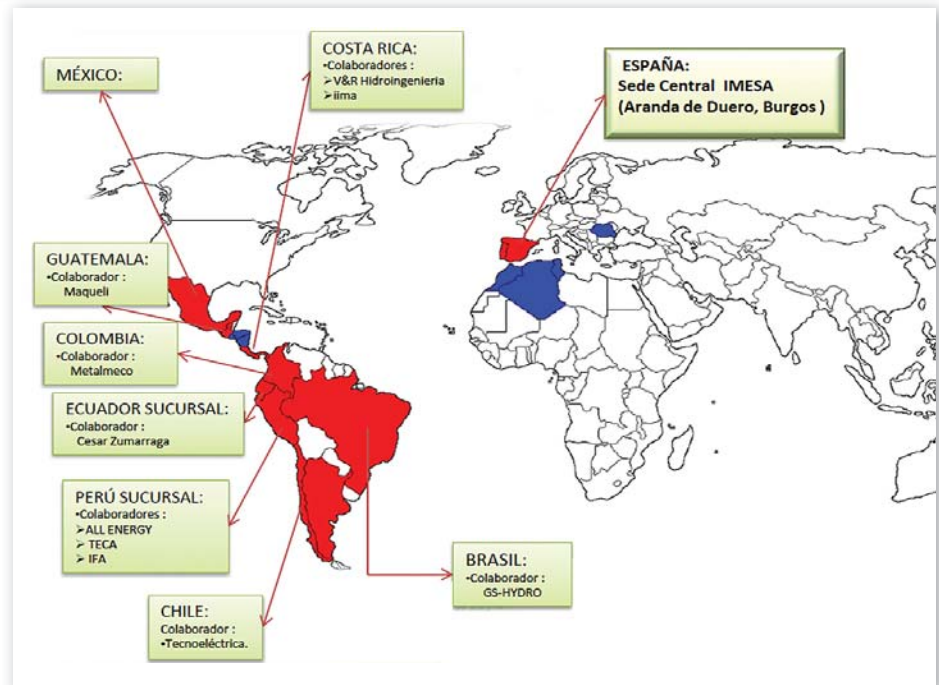 MÉXICO:
COSTA RICA:
•Colaboradores :
➢V&R Hidroingenieria
➢iima
ESPAÑA:
Sede Central IMESA
(Aranda de Duero, Burgos )
GUATEMALA:
•Colaborador :
Maqueli
COLOMBIA:
•Colaborador :
Metalmeco
ECUADOR SUCURSAL:
•Colaborador :
Cesar Zumarraga
PERÚ SUCURSAL:
•Colaboradores :
➢ALL ENERGY
➢ TECA
➢ IFA
BRASIL:
•Colaborador :
GS-HYDRO
CHILE:
Colaborador :
•Tecnoeléctrica.